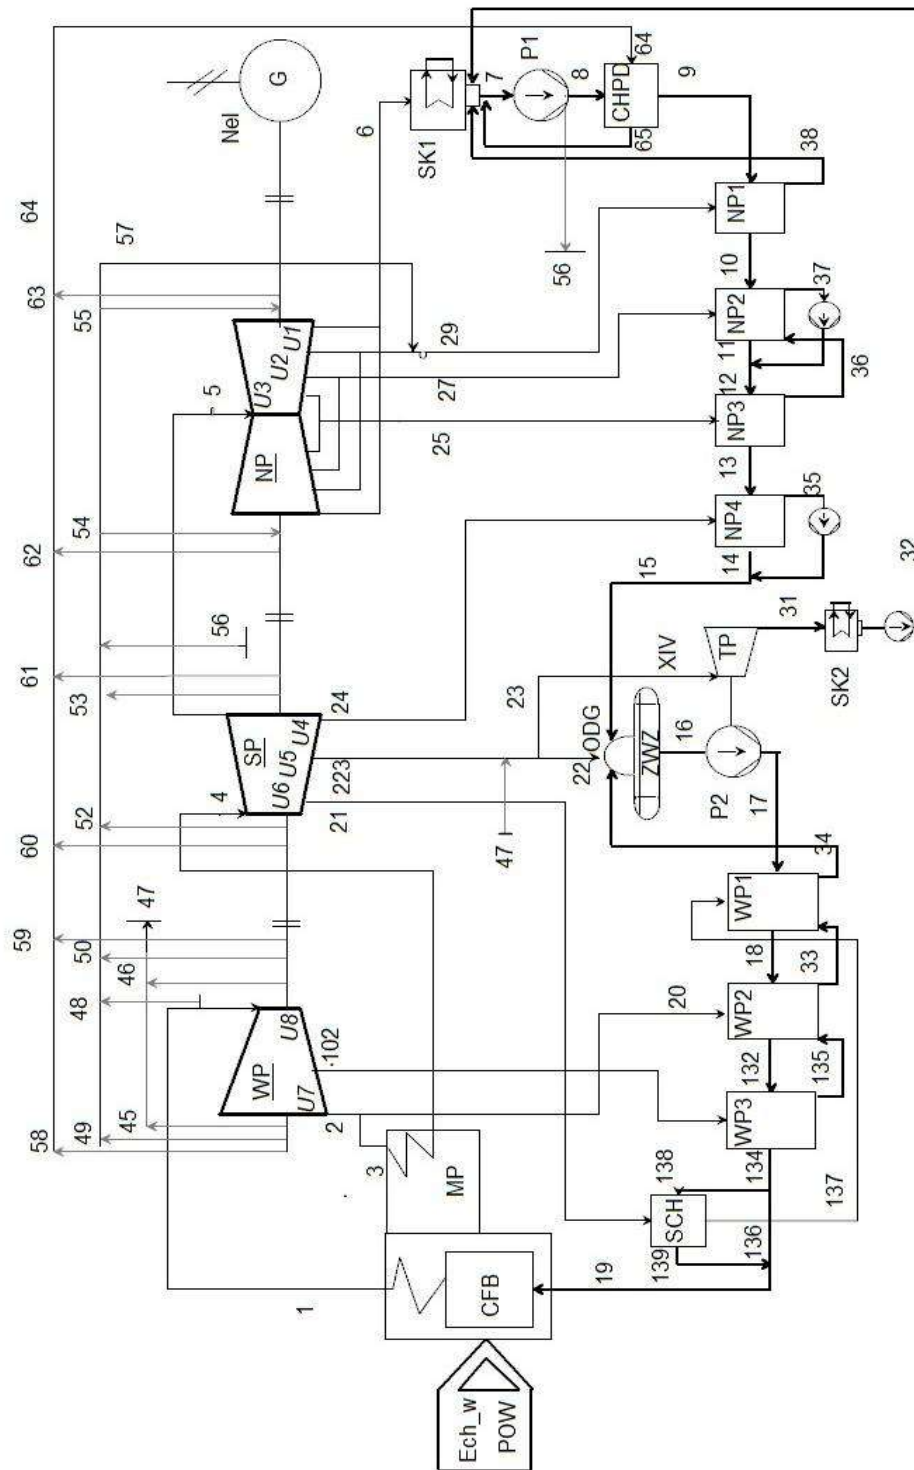 58
59
60
61
62
63
64
49
48
50
52
53
54
55
57
45
46
47
4
56
5
Nel
WP
U7
U8
SP
U6
U5
U4
NP
U3
U2
U1
G
1
2
102
21
223
24
25
27
29
6
3
MP
SK1
Ech_w
POW
CFB
47
7
P1
56
8
22
ODG
23
19
ZWZ
15
CHPD
64
65
139
SCH
138
20
XIV
16
9
P2
TP
136
134
WP3
132
WP2
18
WP1
17
14
NP4
13
NP3
12
11
NP2
10
NP1
31
137
135
33
34
SK2
35
36
37
38
32